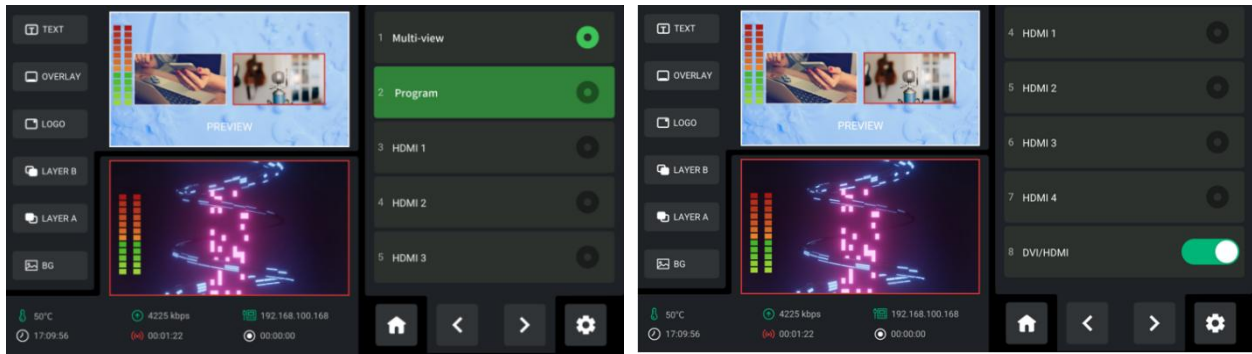 TEXT
OVERLAY
LOGO
LAYER B
LAYER A
BG
PREVIEW
1 Multi-view
2 Program
3 HDMI 1
4 HDMI 2
5 HDMI 3
50°C
4225 kbps
192.168.100.168
17:09:56
00:01:22
00:00:00
TEXT
OVERLAY
LOGO
LAYER B
LAYER A
BG
PREVIEW
4 HDMI 1
5 HDMI 2
6 HDMI 3
7 HDMI 4
8 DVI/HDMI
50°C
4225 kbps
192.168.100.168
17:09:56
00:01:22
00:00:00